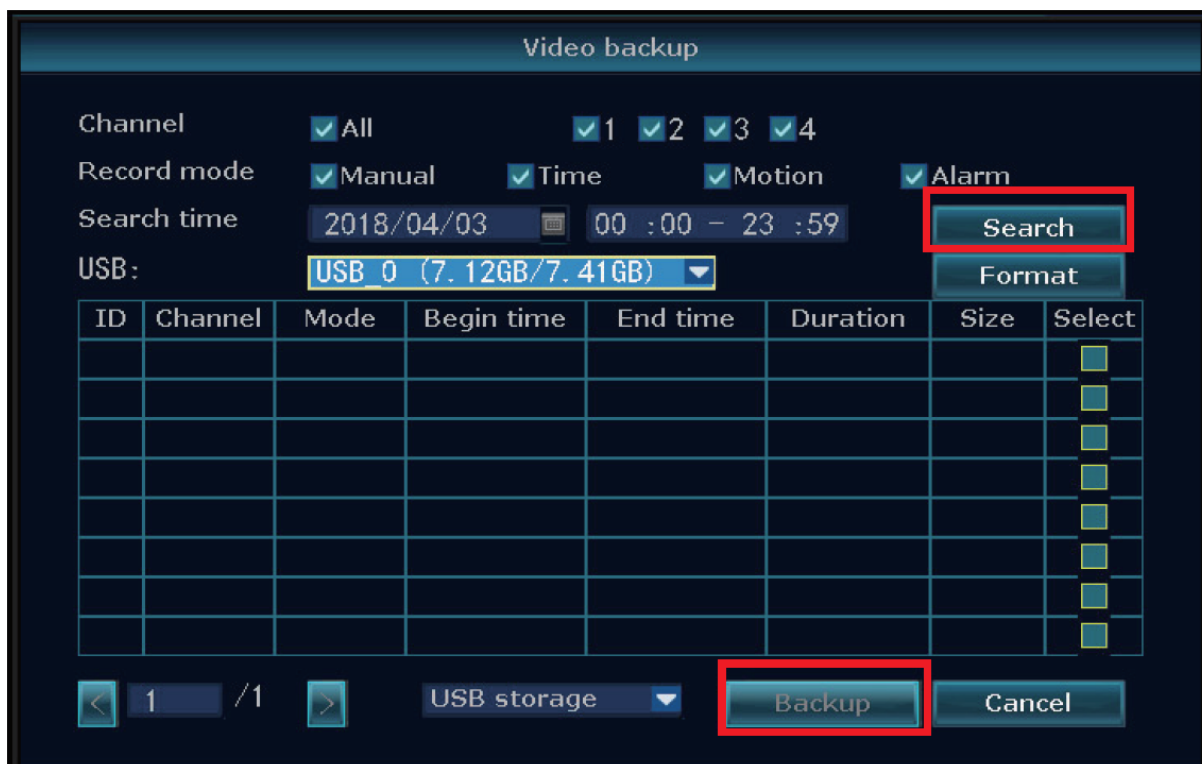 Video backup
Channel All 1 2 3 4
Record mode Manual Time Motion Alarm
Search time 2018/04/03 00 :00 - 23 :59 Search
USB: USB_0 (7.12GB/7.41GB) Format
ID Channel Mode Begin time End time Duration Size Select
< 1 /1 > USB storage Backup Cancel